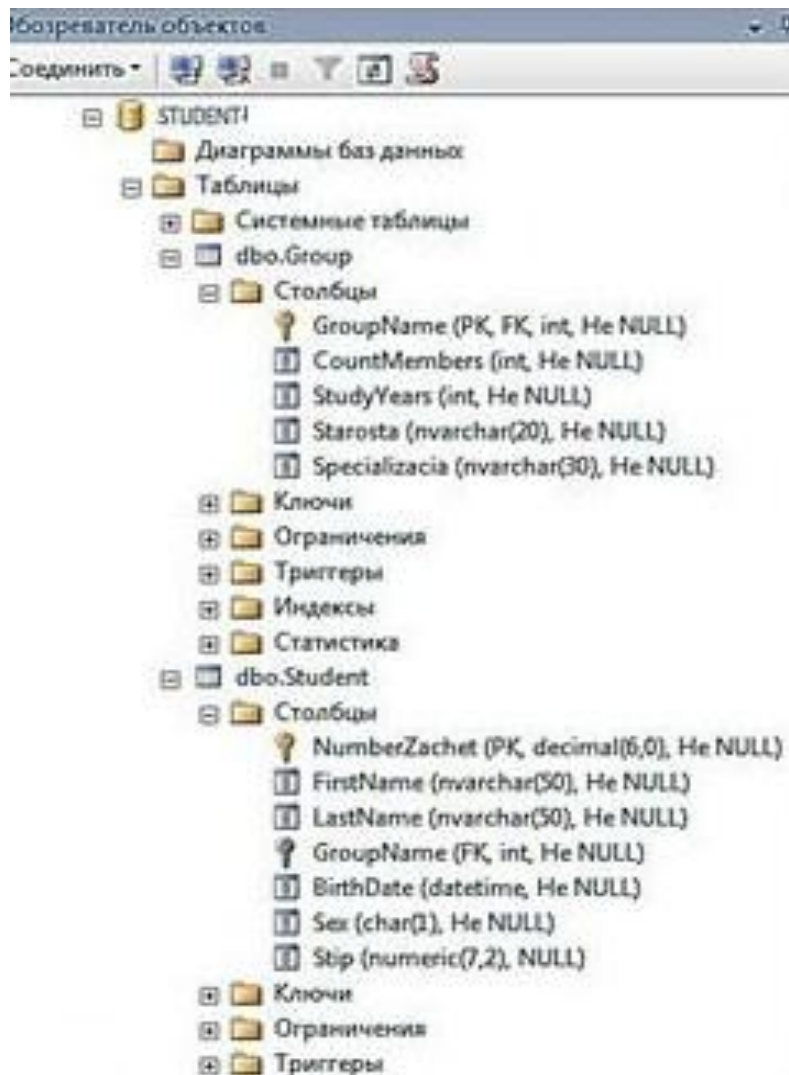 Обозреватель объектов
Соединить
STUDENT
Диаграммы баз данных
Таблицы
Системные таблицы
dbo.Group
Столбцы
GroupName (PK, FK, int, Не NULL)
CountMembers (int, Не NULL)
StudyYears (int, Не NULL)
Starosta (nvarchar(20), Не NULL)
Specializacia (nvarchar(30), Не NULL)
Ключи
Ограничения
Триггеры
Индексы
Статистика
dbo.Student
Столбцы
NumberZachet (PK, decimal(6,0), Не NULL)
FirstName (nvarchar(50), Не NULL)
LastName (nvarchar(50), Не NULL)
GroupName (FK, int, Не NULL)
BirthDate (datetime, Не NULL)
Sex (char(1), Не NULL)
Stip (numeric(7,2), NULL)
Ключи
Ограничения
Триггеры